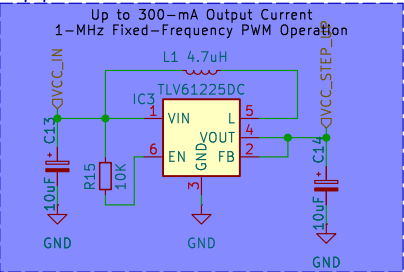 Up to 300-mA Output Current
1-MHz Fixed-Frequency PWM Operation
VCC_IN
L1 4.7uH
VCC_STEP_UP
IC3
TLV61225DC
C13
10uF
R15
10K
1
VIN
L
5
VOUT
4
6
EN
GND
FB
2
3
C14
10uF
GND
GND
GND